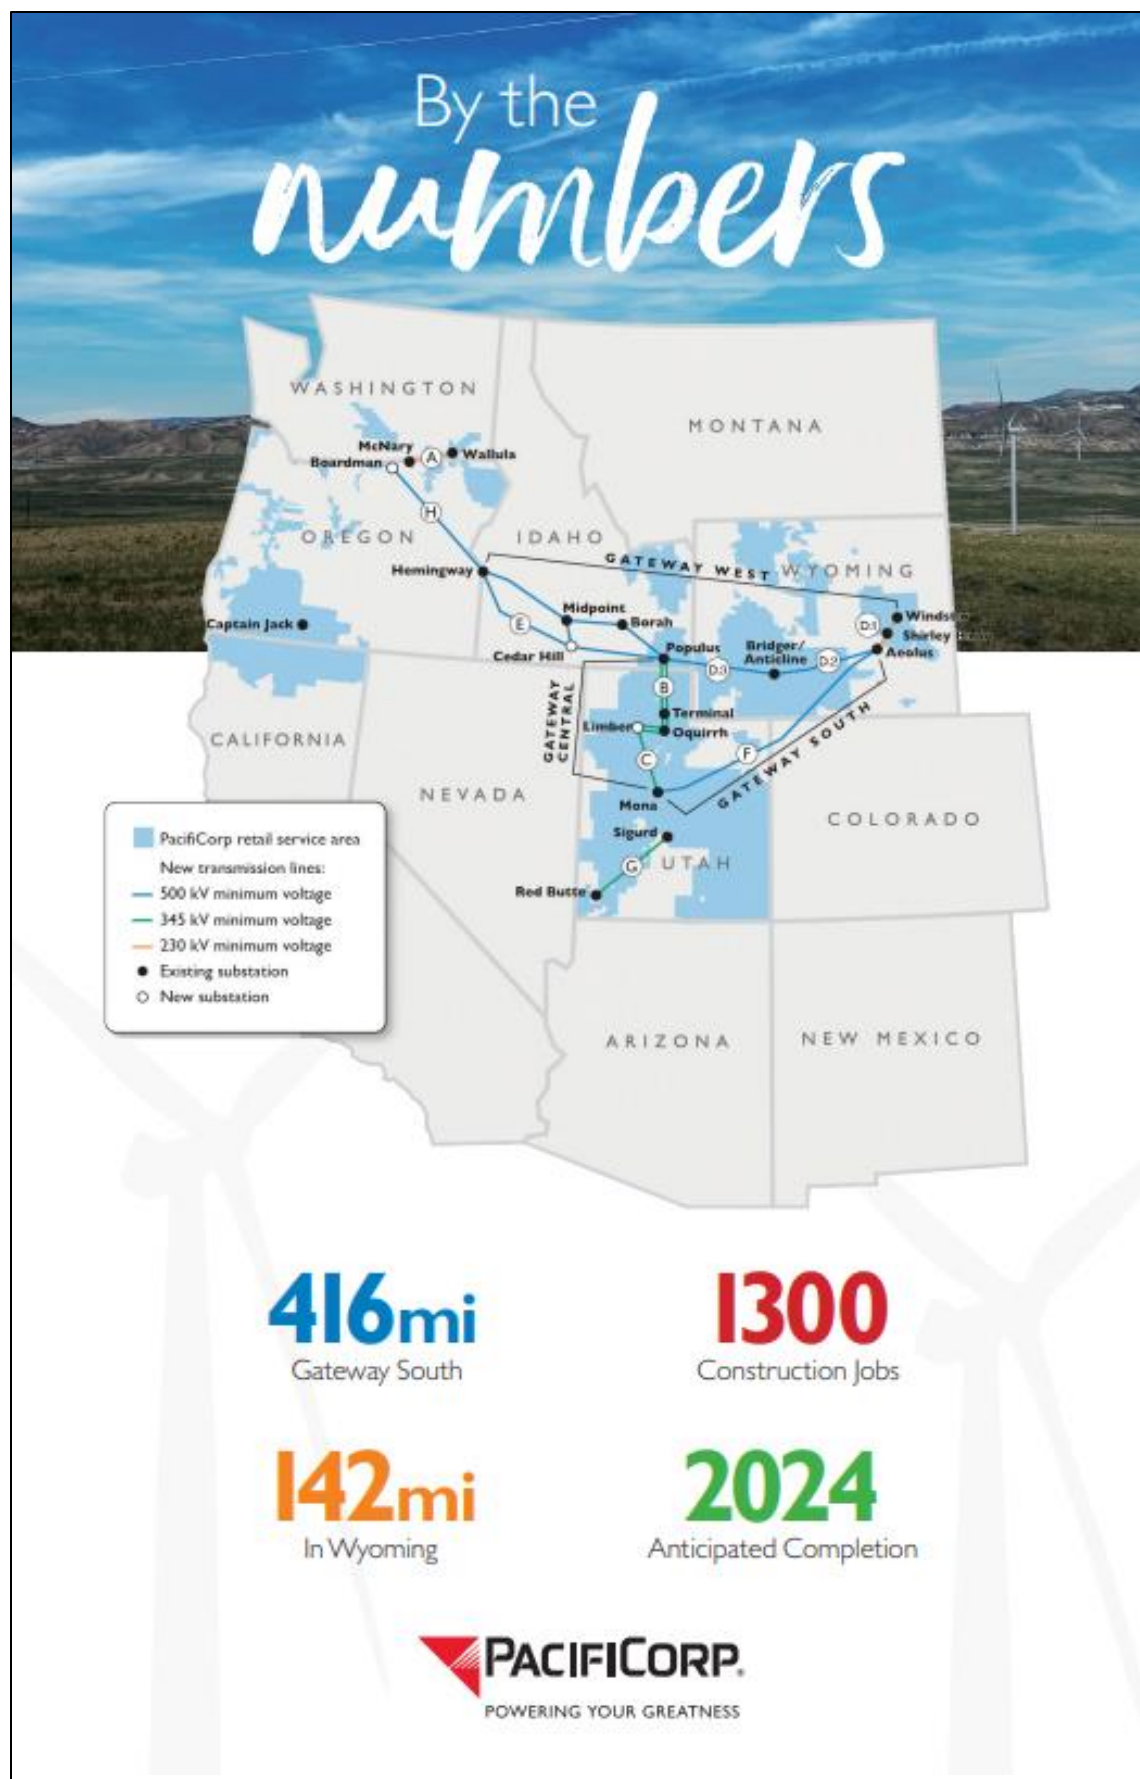 By the
numbers
WASHINGTON
MONTANA
McNary
A
Wallula
Boardman
H
OREGON
IDAHO
GATEWAY WEST
WYOMING
Hemingway
Midpoint
Borah
E
Captain Jack
D1
Shirley
Cedar Hill
Populus
Bridger/
Anticline
D3
D2
Aeolus
B
GATEWAY
CENTRAL
Terminal
Limber
Oquirrh
CALIFORNIA
C
F
GATEWAY SOUTH
NEVADA
Mona
COLORADO
Sigurd
G
UTAH
Red Butte
PacifiCorp retail service area
New transmission lines:
500 kV minimum voltage
345 kV minimum voltage
230 kV minimum voltage
Existing substation
New substation
ARIZONA
NEW MEXICO
416mi
Gateway South
1300
Construction Jobs
142mi
In Wyoming
2024
Anticipated Completion
PACIFICORP.
POWERING YOUR GREATNESS